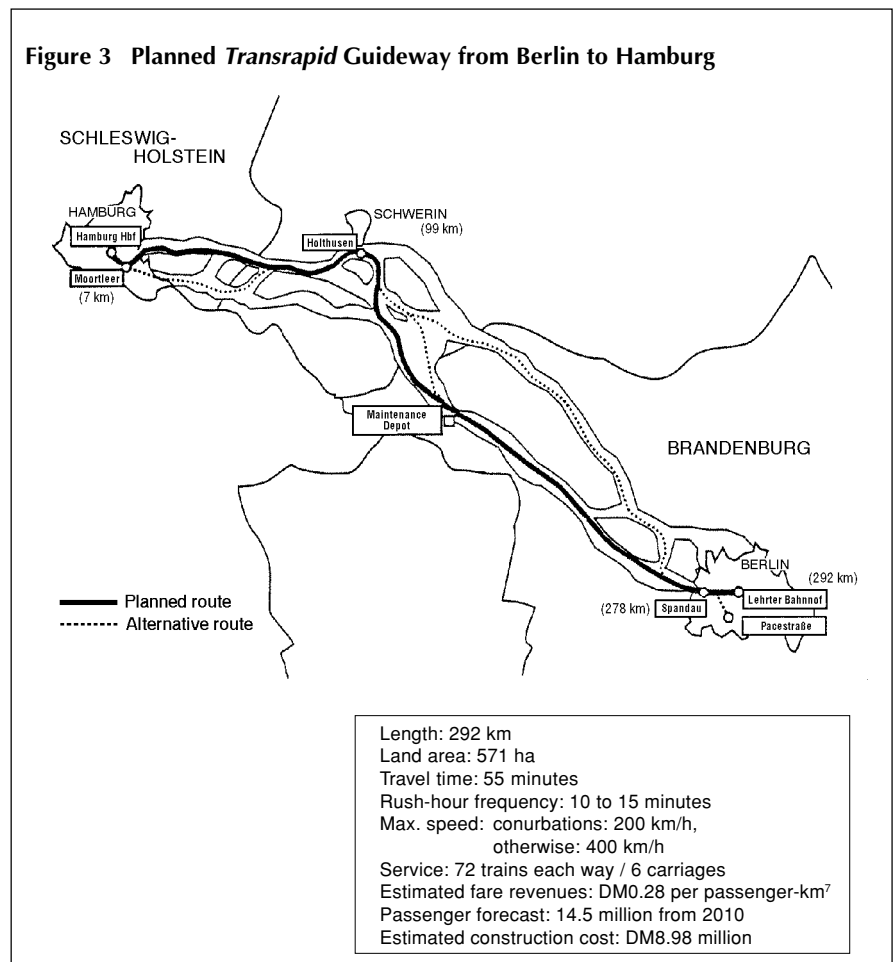 Figure 3 Planned Transrapid Guideway from Berlin to Hamburg
SCHLESWIG-
HOLSTEIN
HAMBURG
Hamburg Hbf
Moortleer
(7 km)
SCHWERIN
(99 km)
Holthusen
Maintenance
Depot
BRANDENBURG
BERLIN
(292 km)
Lehrter Bahnnof
(278 km)
Spandau
Pacestraße
Planned route
Alternative route
Length: 292 km
Land area: 571 ha
Travel time: 55 minutes
Rush-hour frequency: 10 to 15 minutes
Max. speed: conurbations: 200 km/h,
otherwise: 400 km/h
Service: 72 trains each way / 6 carriages
Estimated fare revenues: DM0.28 per passenger-km⁷
Passenger forecast: 14.5 million from 2010
Estimated construction cost: DM8.98 million